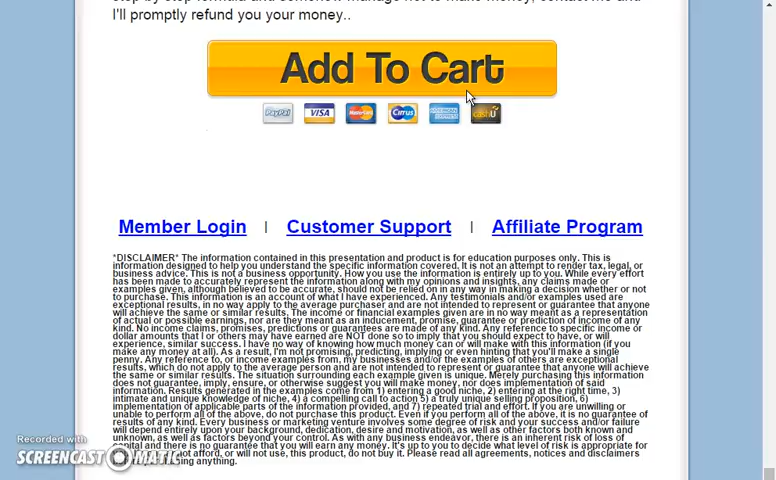 I'll promptly refund you your money..
Add To Cart
PayPal VISA MasterCard Cirrus AMERICAN EXPRESS cashU
Member Login | Customer Support | Affiliate Program
*DISCLAIMER* The information contained in this presentation and product is for education purposes only. This is
information designed to help you understand the specific information covered. It is not an attempt to render tax, legal, or
business advice. This is not a business opportunity. How you use the information is entirely up to you. While every effort
has been made to accurately represent the information along with my opinions and insights, any claims made or
examples given, although believed to be accurate, should not be relied on in any way in making a decision whether or not
to purchase. This information is an account of what I have experienced. Any testimonials and/or examples used are
exceptional results, in no way apply to the average purchaser and are not intended to represent or guarantee that anyone
will achieve the same or similar results. The income or financial examples given are in no way meant as a representation
of actual or possible earnings, nor are they meant as an inducement, promise, guarantee or prediction of income of any
kind. No income claims, promises, predictions or guarantees are made of any kind. Any reference to specific income or
dollar amounts that I or others may have earned are NOT done so to imply that you should expect to have, or will
experience, similar success. I have no way of knowing how much money can or will make with this information (if you
make any money at all). As a result, I'm not promising, predicting, implying or even hinting that you'll make a single
penny. Any reference to, or income examples from, my businesses and/or the examples of others are exceptional
results, which do not apply to the average person and are not intended to represent or guarantee that anyone will achieve
the same or similar results. The situation surrounding each example given is unique. Merely purchasing this information
does not guarantee, imply, ensure, or otherwise suggest you will make money, nor does implementation of said
information. Results generated in the examples come from 1) entering a good niche, 2) entering at the right time, 3)
intimate and unique knowledge of niche, 4) a compelling call to action 5) a truly unique selling proposition, 6)
implementation of applicable parts of the information provided, and 7) repeated trial and effort. If you are unwilling or
unable to perform all of the above, do not purchase this product. Even if you perform all of the above, it is no guarantee of
results of any kind. Every business or marketing venture involves some degree of risk and your success and/or failure
will depend entirely upon your background, dedication, desire and motivation, as well as other factors both known and
unknown, as well as factors beyond your control. As with any business endeavor, there is an inherent risk of loss of
capital and there is no guarantee that you will earn any money. It's up to you to decide what level of risk is appropriate for
not afford, or will not use, this product, do not buy it. Please read all agreements, notices and disclaimers
using anything.
Recorded with
SCREENCAST MATIC